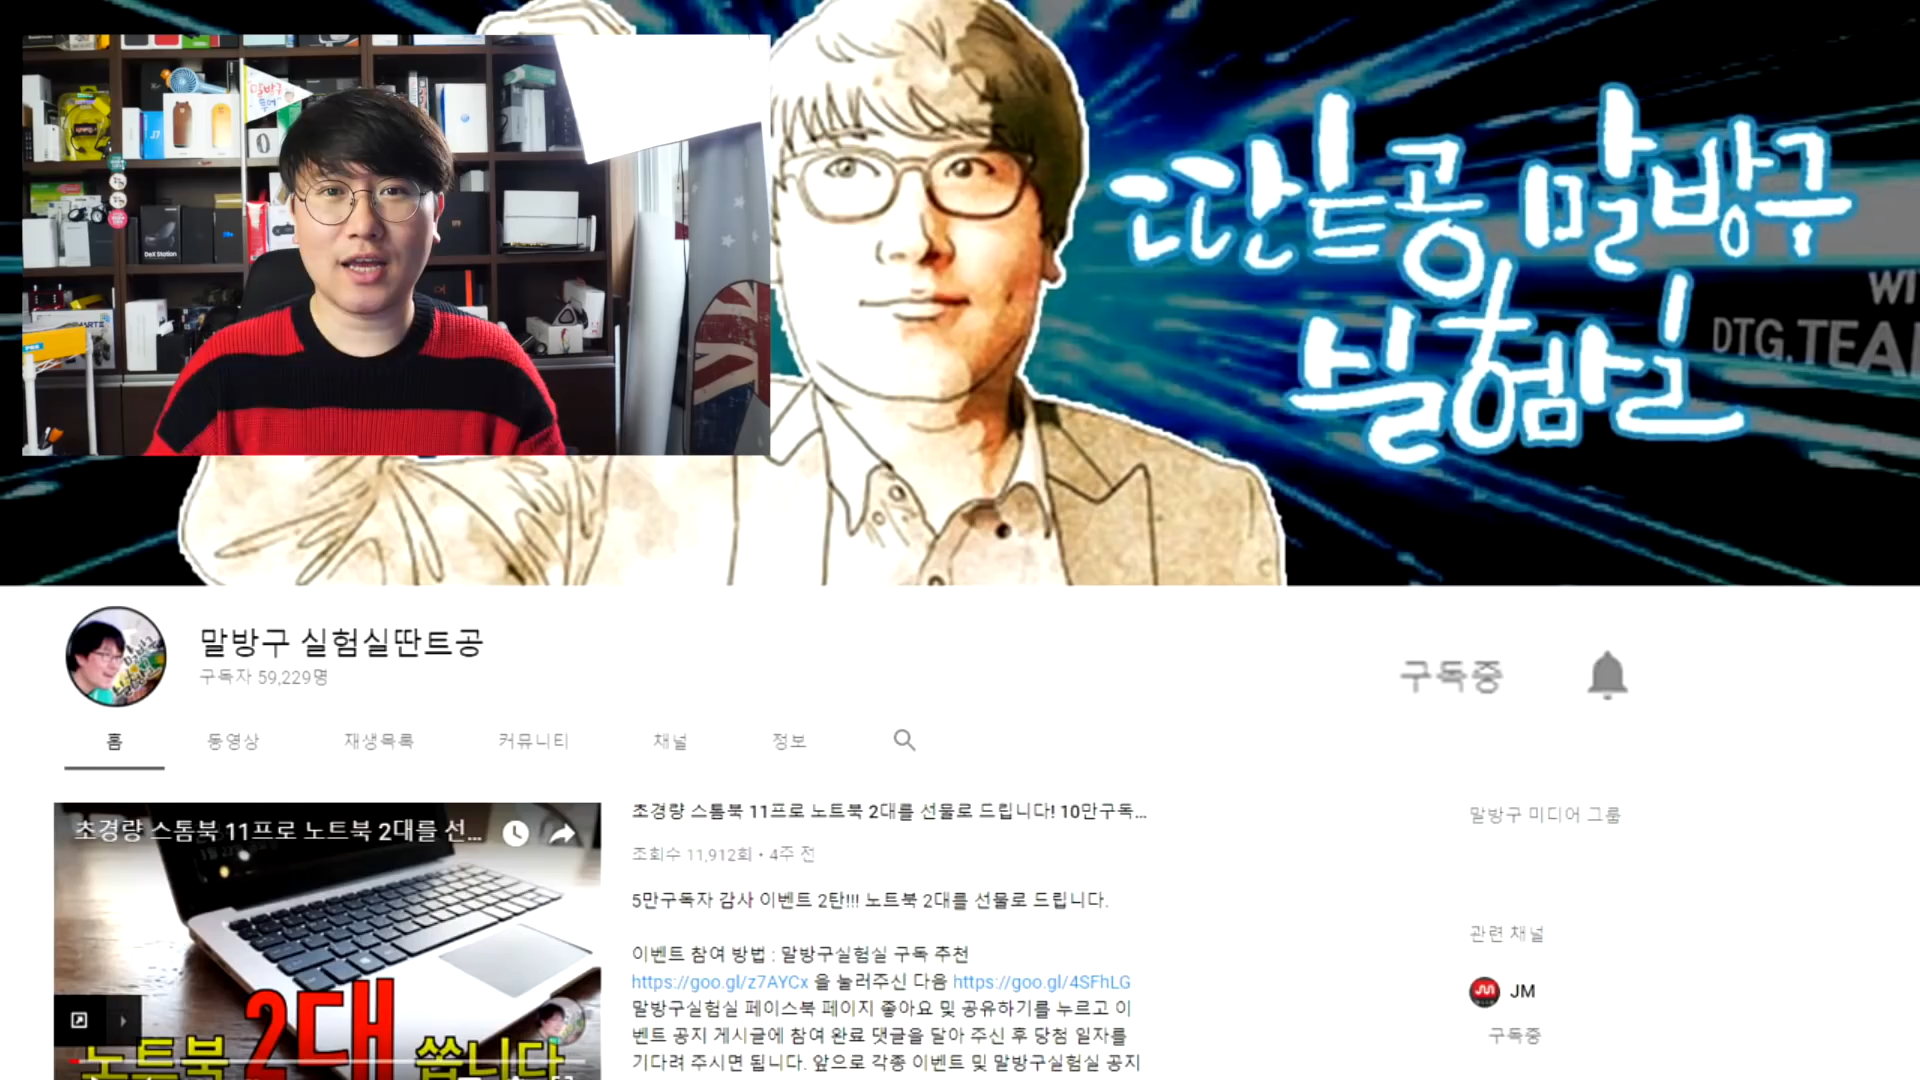 말방구
J7
DeX Station
딴트공 말방구
실험실
WI
DTG.TEA
말방구 실험실딴트공
구독자 59,229명
구독중
홈
동영상
재생목록
커뮤니티
채널
정보
초경량 스톰북 11프로 노트북 2대를 선...
노트북 2대 쏩니다
초경량 스톰북 11프로 노트북 2대를 선물로 드립니다! 10만구독...
조회수 11,912회 • 4주 전
5만구독자 감사 이벤트 2탄!!! 노트북 2대를 선물로 드립니다.
이벤트 참여 방법 : 말방구실험실 구독 추천
https://goo.gl/z7AYCx 을 눌러주신 다음 https://goo.gl/4SFhLG
말방구실험실 페이스북 페이지 좋아요 및 공유하기를 누르고 이
벤트 공지 게시글에 참여 완료 댓글을 달아 주신 후 당첨 일자를
기다려 주시면 됩니다. 앞으로 각종 이벤트 및 말방구실험실 공지
말방구 미디어 그룹
관련 채널
JM
구독중